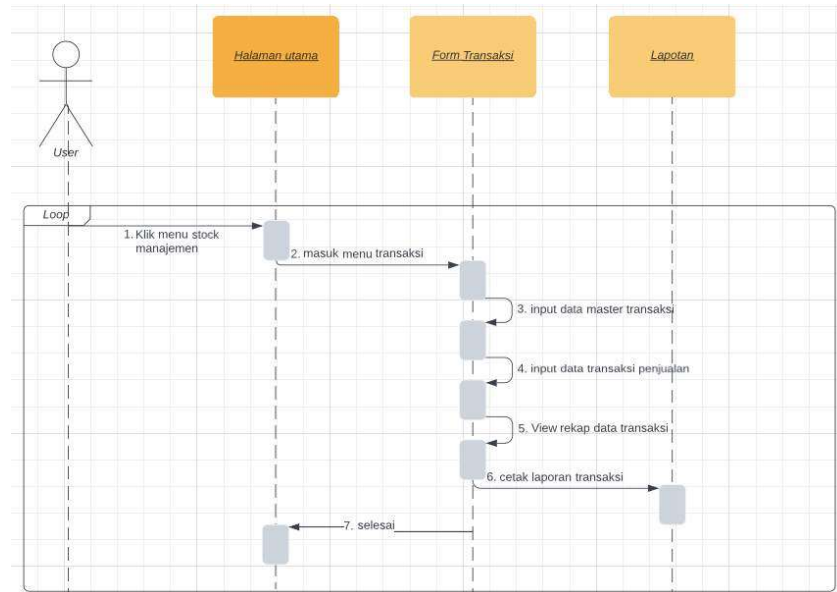 Halaman utama
Form Transaksi
Lapotan
User
Loop
1. Klik menu stock
manajemen
2. masuk menu transaksi
3. input data master transaksi
4. input data transaksi penjualan
5. View rekap data transaksi
6. cetak laporan transaksi
7. selesai